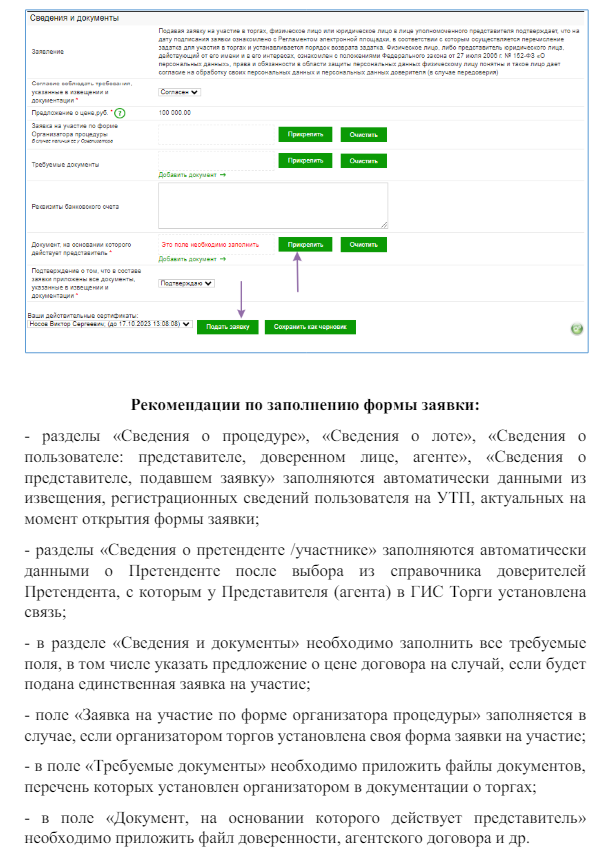 Сведения и документы
Заявление
Подавая заявку на участие в торгах, физическое лицо или юридическое лицо в лице уполномоченного представителя подтверждает, что на
дату подписания заявки ознакомлено с Регламентом электронной площадки, в соответствии с которым осуществляется перечисление
задатка для участия в торгах и устанавливается порядок возврата задатка. Физическое лицо, либо представитель юридического лица,
действующий от его имени и в его интересах, ознакомлен с положениями Федерального закона от 27 июля 2006 г. № 152-ФЗ «О
персональных данных», права и обязанности в области защиты персональных данных физическому лицу понятны и также лицо дает
согласие на обработку своих персональных данных и персональных данных доверителя (в случае передоверия)
Согласие соблюдать требования,
указанные в извещении и
документации *
Согласен
Предложение о цене,руб. *
100 000.00
Заявка на участие по форме
Организатора процедуры
Прикрепить Очистить
Требуемые документы
Прикрепить Очистить
Добавить документ →
Реквизиты банковского счета
Документ, на основании которого
действует представитель *
Это поле необходимо заполнить
Прикрепить Очистить
Добавить документ →
Подтверждение о том, что в составе
заявки приложены все документы,
указанные в извещении и
документации *
Подтверждаю
Ваши действительные сертификаты:
Носов Виктор Сергеевич, (до 17.10.2023 13:08:08) Подать заявку Сохранить как черновик
Рекомендации по заполнению формы заявки:
- разделы «Сведения о процедуре», «Сведения о лоте», «Сведения о
пользователе: представителе, доверенном лице, агенте», «Сведения о
представителе, подавшем заявку» заполняются автоматически данными из
извещения, регистрационных сведений пользователя на УТП, актуальных на
момент открытия формы заявки;
- разделы «Сведения о претенденте /участнике» заполняются автоматически
данными о Претенденте после выбора из справочника доверителей
Претендента, с которым у Представителя (агента) в ГИС Торги установлена
связь;
- в разделе «Сведения и документы» необходимо заполнить все требуемые
поля, в том числе указать предложение о цене договора на случай, если будет
подана единственная заявка на участие;
- поле «Заявка на участие по форме организатора процедуры» заполняется в
случае, если организатором торгов установлена своя форма заявки на участие;
- в поле «Требуемые документы» необходимо приложить файлы документов,
перечень которых установлен организатором в документации о торгах;
- в поле «Документ, на основании которого действует представитель»
необходимо приложить файл доверенности, агентского договора и др.